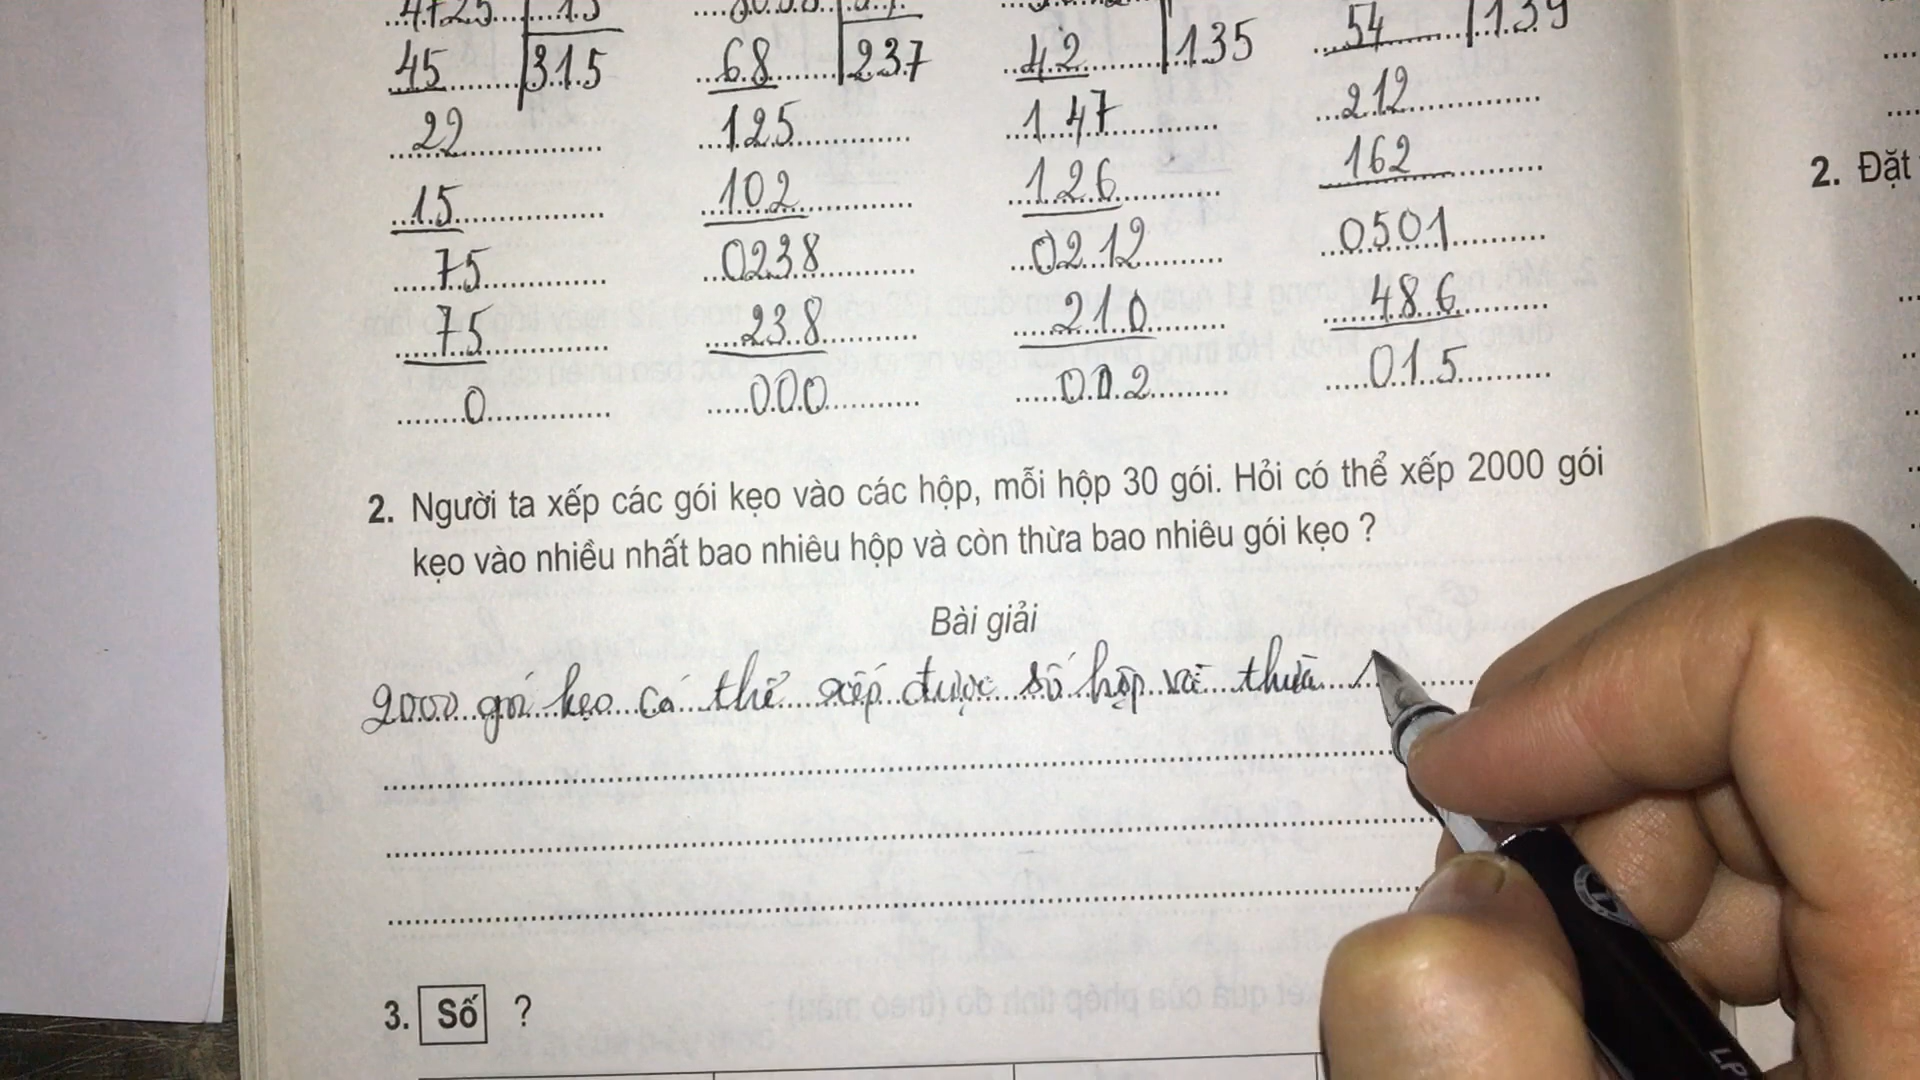 4725 15
45 315 68 237 42 135 54 139
22 125 147 212
15 102 126 162
75 0238 0212 0501
75 238 210 486
0 000 002 015
2. Đặt
2. Người ta xếp các gói kẹo vào các hộp, mỗi hộp 30 gói. Hỏi có thể xếp 2000 gói
kẹo vào nhiều nhất bao nhiêu hộp và còn thừa bao nhiêu gói kẹo ?
Bài giải
2000 gói kẹo có thể xếp được số hộp và thừa
3. Số ?
LP